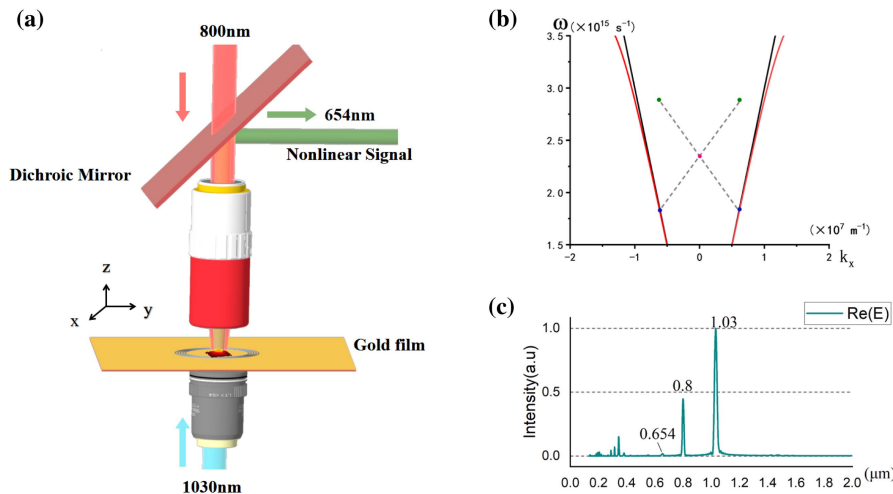 (a)
800nm
654nm
Nonlinear Signal
Dichroic Mirror
z
y
x
Gold film
1030nm
(b)
ω(×10¹⁵ s⁻¹)
3.5
3.0
2.5
2.0
1.5
(×10⁷ m⁻¹)
-2 -1 0 1 kₓ 2
(c)
Re(E)
1.03
1.0
0.8
0.5
0.654
0.0
Intensity(a.u)
0.0 0.2 0.4 0.6 0.8 1.0 1.2 1.4 1.6 1.8 2.0 (μm)